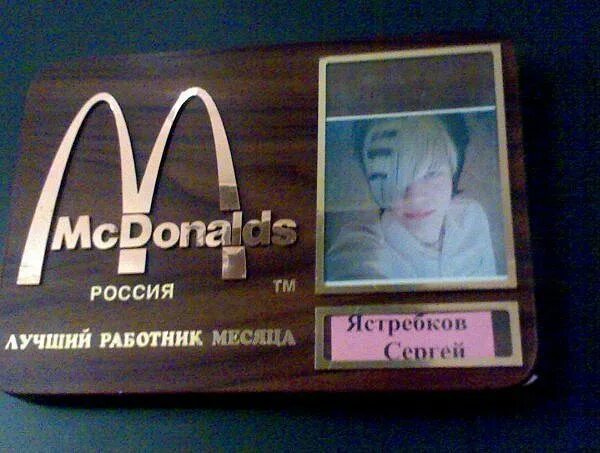 McDonalds
РОССИЯ
TM
ЛУЧШИЙ РАБОТНИК МЕСЯЦА
Ястребков
Сергей